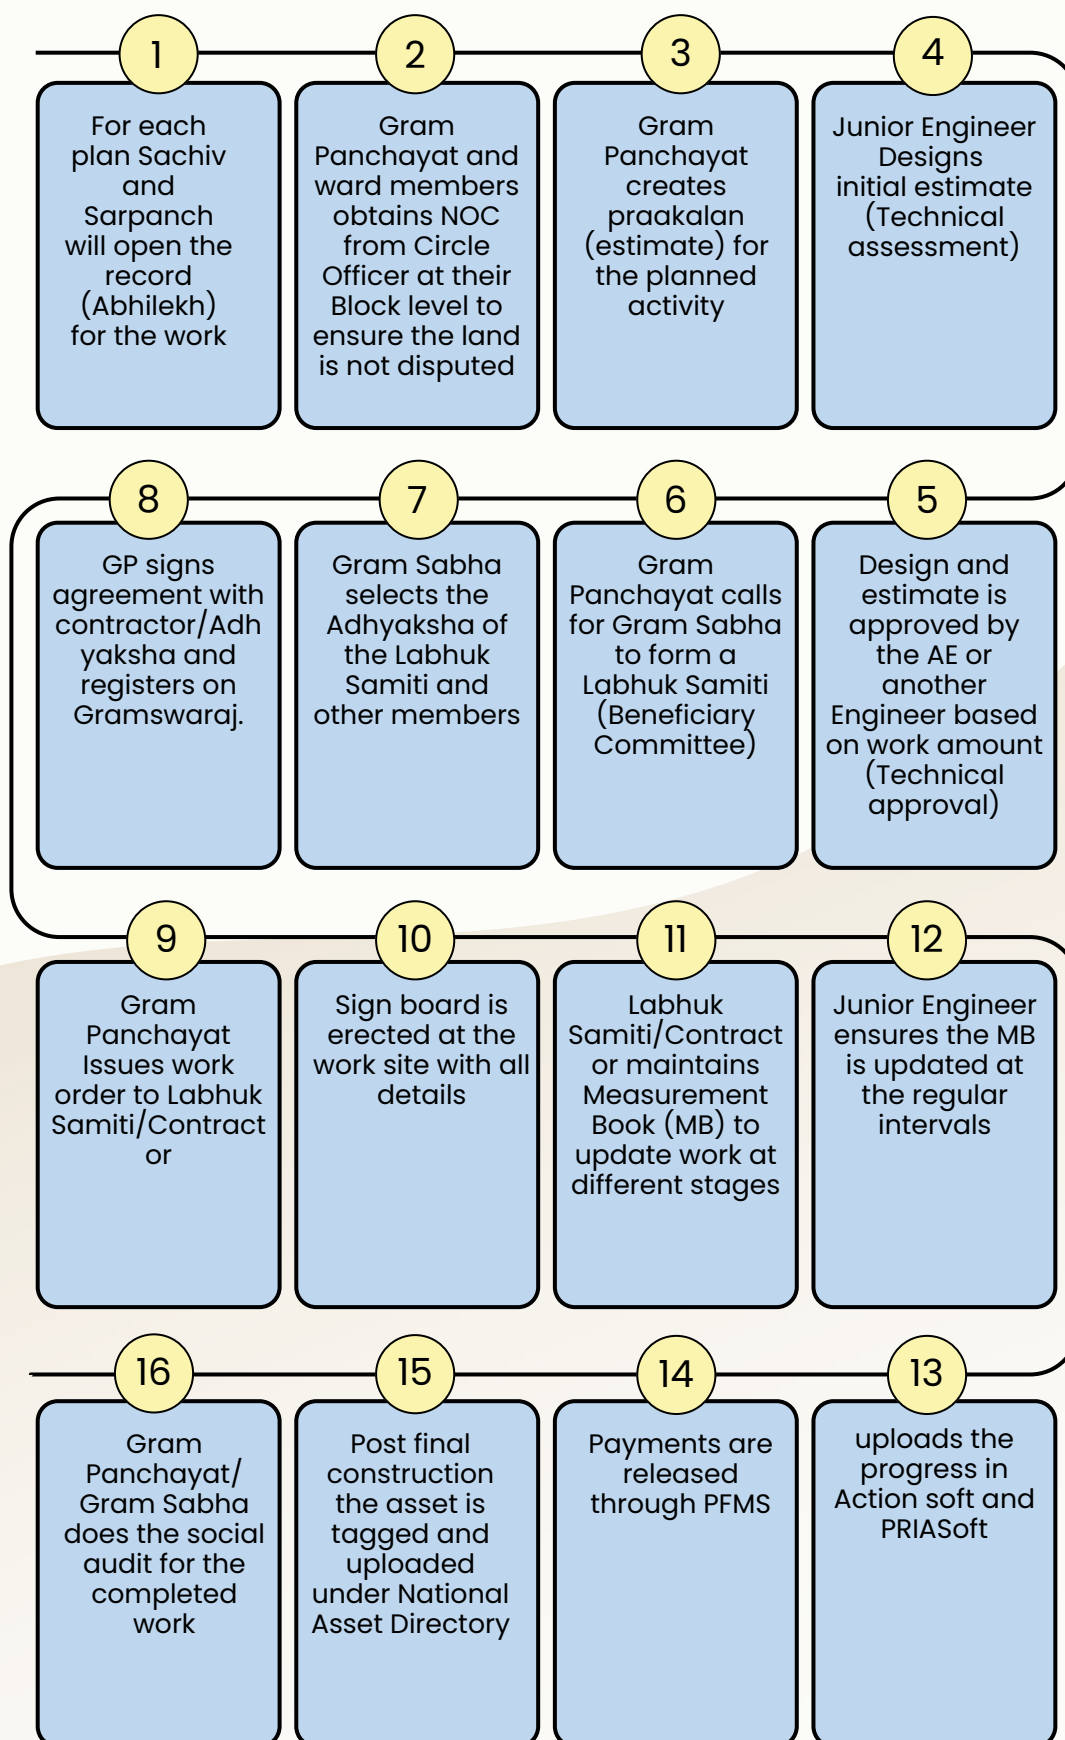 1
For each
plan Sachiv
and
Sarpanch
will open the
record
(Abhilekh)
for the work
2
Gram
Panchayat and
ward members
obtains NOC
from Circle
Officer at their
Block level to
ensure the land
is not disputed
3
Gram
Panchayat
creates
praakalan
(estimate) for
the planned
activity
4
Junior Engineer
Designs
initial estimate
(Technical
assessment)
5
Design and
estimate is
approved by
the AE or
another
Engineer based
on work amount
(Technical
approval)
6
Gram
Panchayat calls
for Gram Sabha
to form a
Labhuk Samiti
(Beneficiary
Committee)
7
Gram Sabha
selects the
Adhyaksha of
the Labhuk
Samiti and
other members
8
GP signs
agreement with
contractor/Adh
yaksha and
registers on
Gramswaraj.
9
Gram
Panchayat
Issues work
order to Labhuk
Samiti/Contract
or
10
Sign board is
erected at the
work site with all
details
11
Labhuk
Samiti/Contract
or maintains
Measurement
Book (MB) to
update work at
different stages
12
Junior Engineer
ensures the MB
is updated at
the regular
intervals
13
uploads the
progress in
Action soft and
PRIASoft
14
Payments are
released
through PFMS
15
Post final
construction
the asset is
tagged and
uploaded
under National
Asset Directory
16
Gram
Panchayat/
Gram Sabha
does the social
audit for the
completed
work